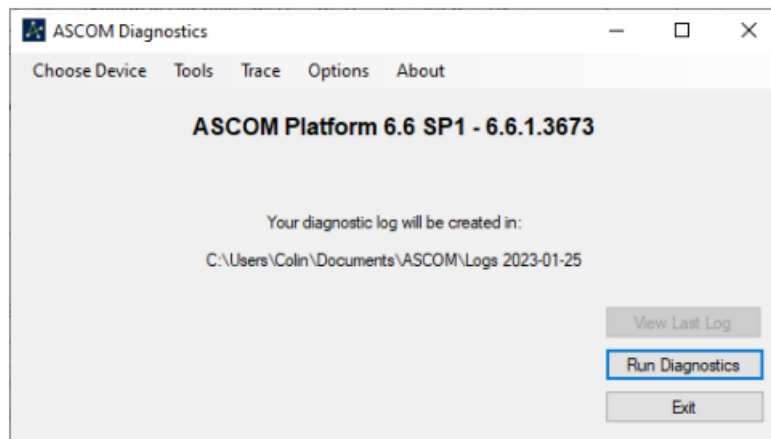 ASCOM Diagnostics
Choose Device Tools Trace Options About
ASCOM Platform 6.6 SP1 - 6.6.1.3673
Your diagnostic log will be created in:
C:\Users\Colin\Documents\ASCOM\Logs 2023-01-25
View Last Log
Run Diagnostics
Exit